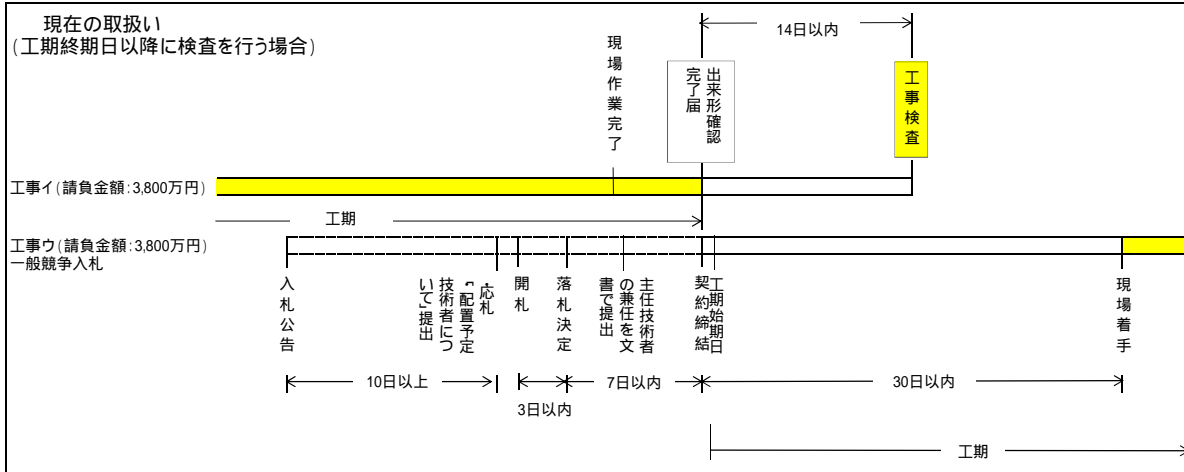 現在の取扱い
(工期終期日以降に検査を行う場合)
14日以内
現場作業完了
出来形確認
完了届
工事検査
工事イ(請負金額:3,800万円)
工期
工事ウ(請負金額:3,800万円)
一般競争入札
入札公告
・応札
・「配置予定
技術者につ
いて」提出
開札
落札決定
主任技術者
の兼任を文
書で提出
契約締結
工期始期日
現場着手
10日以上
3日以内
7日以内
30日以内
工期